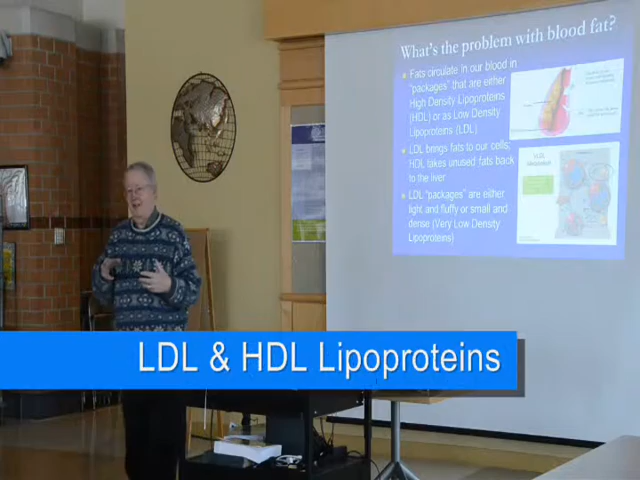 What's the problem with blood fat?
Fats circulate in our blood in
"packages" that are either
High Density Lipoproteins
(HDL) or as Low Density
Lipoproteins (LDL)
LDL brings fats to our cells;
HDL takes unused fats back
to the liver
LDL "packages" are either
light and fluffy or small and
dense (Very Low Density
Lipoproteins)
LDL & HDL Lipoproteins